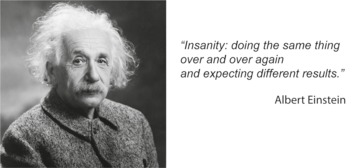 “Insanity: doing the same thing
over and over again
and expecting different results.”
Albert Einstein